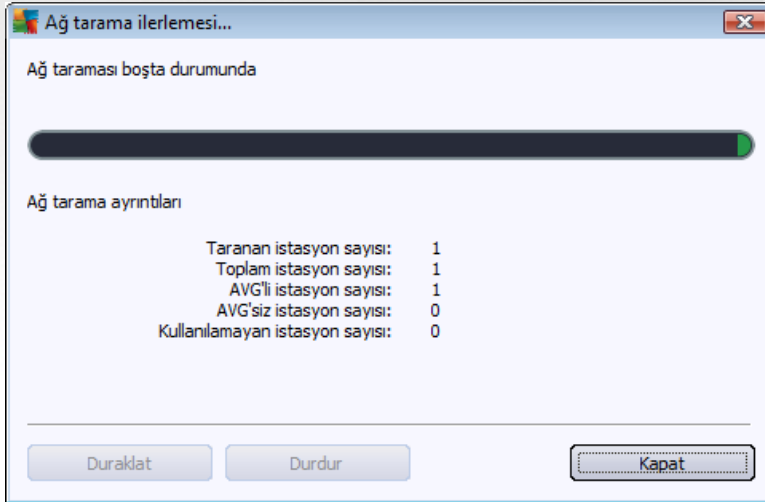 Ağ tarama ilerlemesi...
Ağ taraması boşta durumunda
Ağ tarama ayrıntıları
Taranan istasyon sayısı: 1
Toplam istasyon sayısı: 1
AVG'li istasyon sayısı: 1
AVG'siz istasyon sayısı: 0
Kullanılamayan istasyon sayısı: 0
Duraklat Durdur Kapat